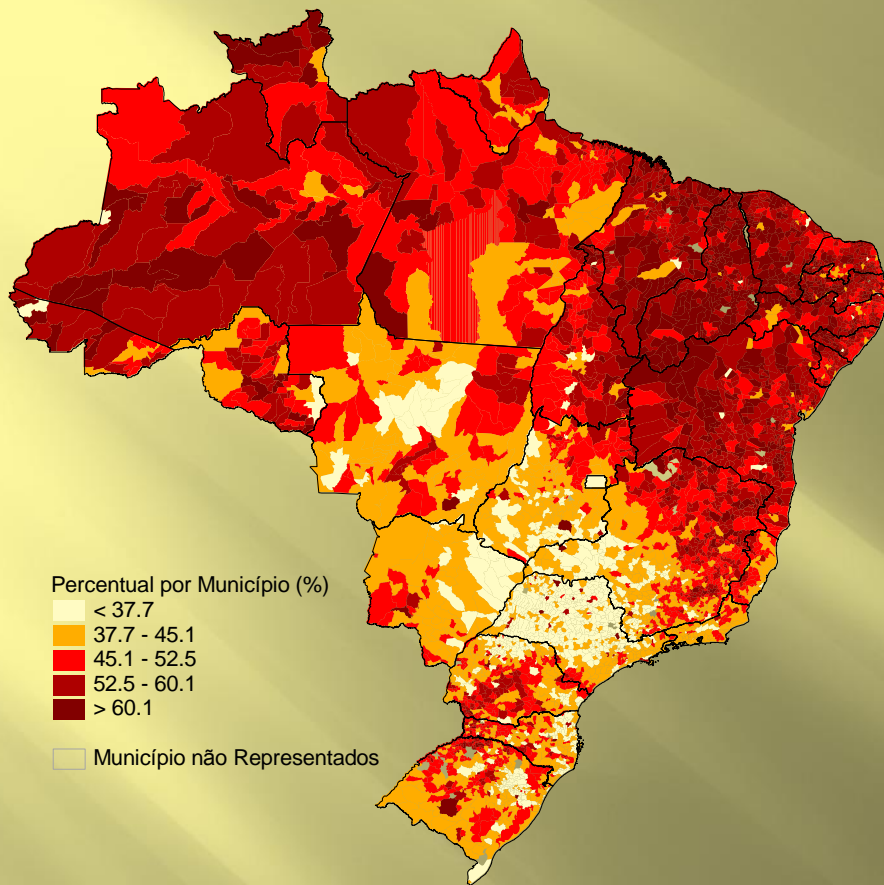 Percentual por Município (%)
< 37.7
37.7 - 45.1
45.1 - 52.5
52.5 - 60.1
> 60.1
Município não Representados